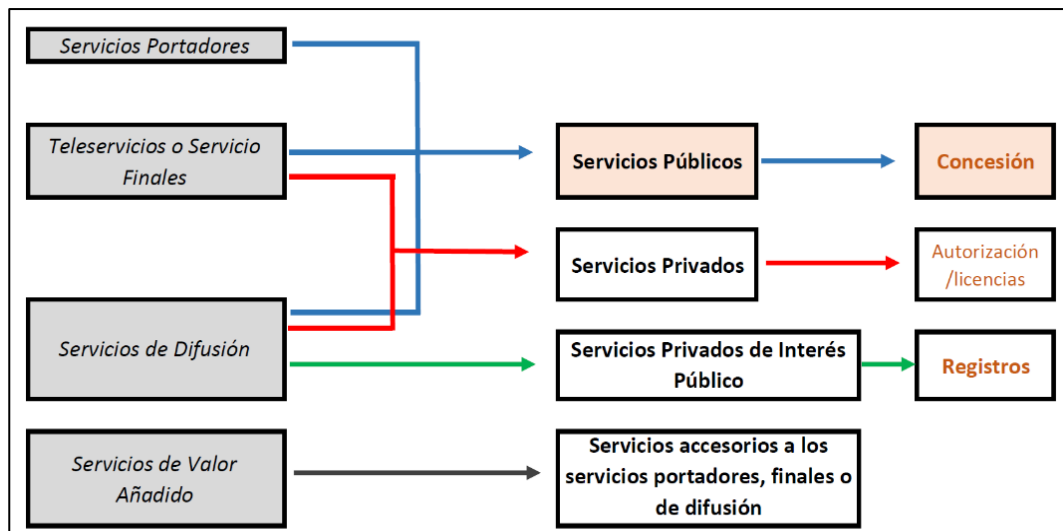 Servicios Portadores
Teleservicios o Servicio
Finales
Servicios Públicos
Concesión
Servicios Privados
Autorización
/licencias
Servicios de Difusión
Servicios Privados de Interés
Público
Registros
Servicios de Valor
Añadido
Servicios accesorios a los
servicios portadores, finales o
de difusión